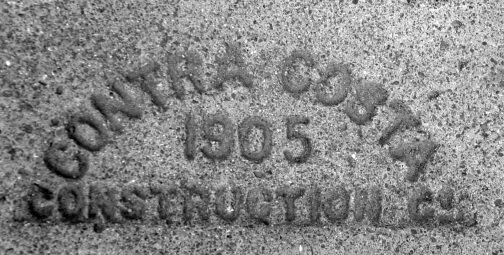 CONTRA COSTA
1905
CONSTRUCTION Co.